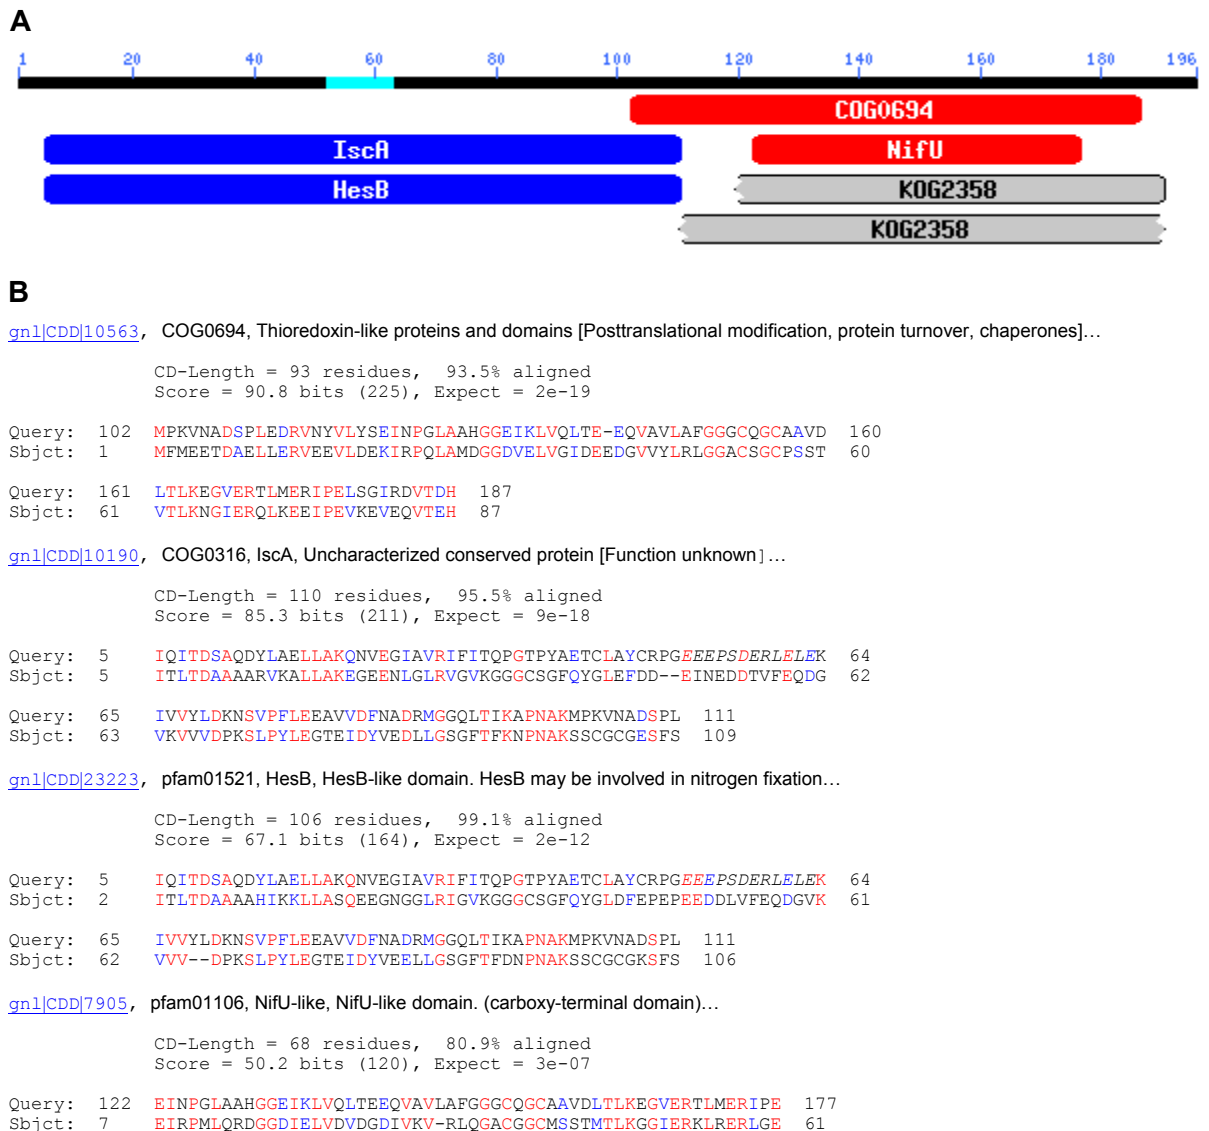 A
1 20 40 60 80 100 120 140 160 180 196
COG0694
IscA NifU
HesB KOG2358
KOG2358
B
gnl|CDD|10563, COG0694, Thioredoxin-like proteins and domains [Posttranslational modification, protein turnover, chaperones]…
CD-Length = 93 residues, 93.5% aligned
Score = 90.8 bits (225), Expect = 2e-19
Query: 102 MPKVNADSPLEDRVNYVLYSEINPGLAAHGGEIKLVQLTE-EQVAVLAFGGGCQGCAAVD 160
Sbjct: 1 MFMEETDAELLERVEEVLDEKIRPQLAMDGGDVELVGIDEEDGVVYLRLGGACSGCPSST 60
Query: 161 LTLKEGVERTLMERIPELSGIRDVTDH 187
Sbjct: 61 VTLKNGIERQLKEEIPEVKEVEQVTEH 87
gnl|CDD|10190, COG0316, IscA, Uncharacterized conserved protein [Function unknown]…
CD-Length = 110 residues, 95.5% aligned
Score = 85.3 bits (211), Expect = 9e-18
Query: 5 IQITDSAQDYLAELLAKQNVEGIAVRIFITQPGTPYAETCLAYCRPGEEEPSDERLELEK 64
Sbjct: 5 ITLTDAAAARVKALLAKEGEENLGLRVGVKGGGCSGFQYGLEFDD--EINEDDTVFEQDG 62
Query: 65 IVVYLDKNSVPFLEEAVVDFNADRMGGQLTIKAPNAKMPKVNADSPL 111
Sbjct: 63 VKVVVDPKSLPYLEGTEIDYVEDLLGSGFTFKNPNAKSSCGCGESFS 109
gnl|CDD|23223, pfam01521, HesB, HesB-like domain. HesB may be involved in nitrogen fixation…
CD-Length = 106 residues, 99.1% aligned
Score = 67.1 bits (164), Expect = 2e-12
Query: 5 IQITDSAQDYLAELLAKQNVEGIAVRIFITQPGTPYAETCLAYCRPGEEEPSDERLELEK 64
Sbjct: 2 ITLTDAAAAHIKKLLASQEEGNGGLRIGVKGGGCSGFQYGLDFEPEPEEDDLVFEQDGVK 61
Query: 65 IVVYLDKNSVPFLEEAVVDFNADRMGGQLTIKAPNAKMPKVNADSPL 111
Sbjct: 62 VVV--DPKSLPYLEGTEIDYVEELLGSGFTFDNPNAKSSCGCGKSFS 106
gnl|CDD|7905, pfam01106, NifU-like, NifU-like domain. (carboxy-terminal domain)…
CD-Length = 68 residues, 80.9% aligned
Score = 50.2 bits (120), Expect = 3e-07
Query: 122 EINPGLAAHGGEIKLVQLTEEQVAVLAFGGGCQGCAAVDLTLKEGVERTLMERIPE 177
Sbjct: 7 EIRPMLQRDGGDIELVDVDGDIVKV-RLQGACGGCMSSTMTLKGGIERKLRERLGE 61